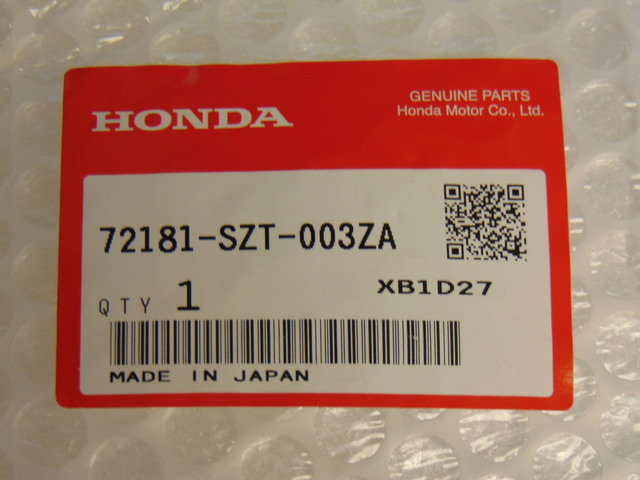 HONDA
GENUINE PARTS
Honda Motor Co., Ltd.
72181-SZT-003ZA
QTY 1
XB1D27
MADE IN JAPAN